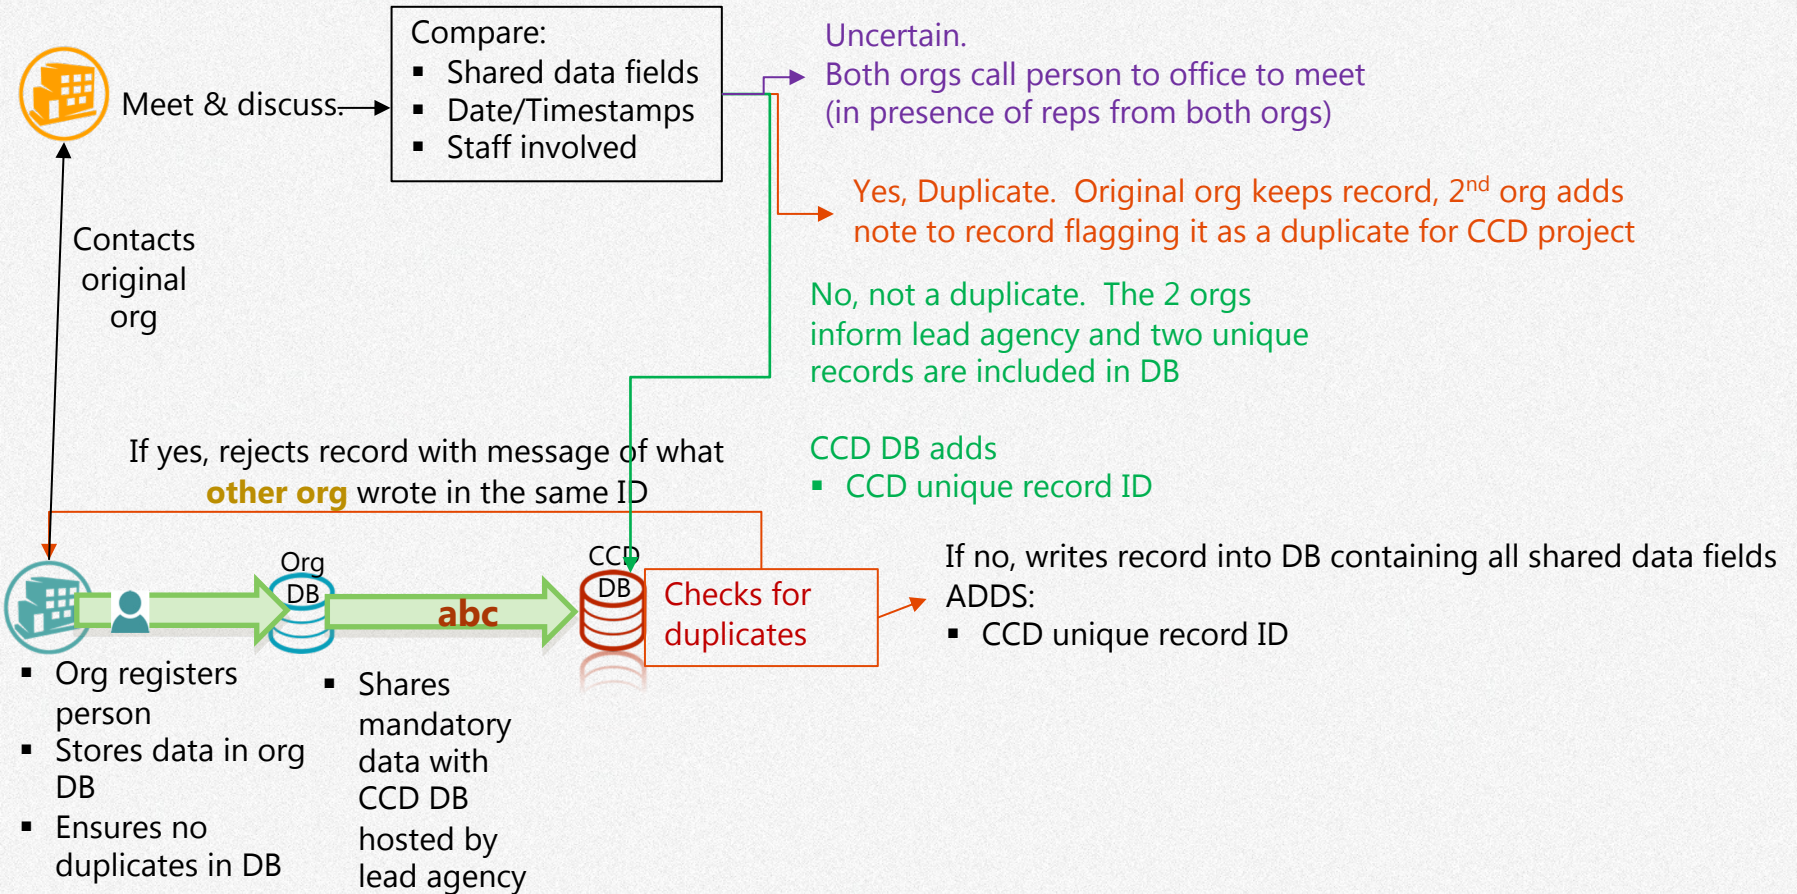 Meet & discuss.
Compare:
▪ Shared data fields
▪ Date/Timestamps
▪ Staff involved
Uncertain.
Both orgs call person to office to meet
(in presence of reps from both orgs)
Yes, Duplicate.  Original org keeps record, 2nd org adds
note to record flagging it as a duplicate for CCD project
Contacts
original
org
No, not a duplicate.  The 2 orgs
inform lead agency and two unique
records are included in DB
CCD DB adds
▪ CCD unique record ID
If yes, rejects record with message of what
other org wrote in the same ID
Org
DB
abc
CCD
DB
Checks for
duplicates
If no, writes record into DB containing all shared data fields
ADDS:
▪ CCD unique record ID
▪ Org registers
person
▪ Stores data in org
DB
▪ Ensures no
duplicates in DB
▪ Shares
mandatory
data with
CCD DB
hosted by
lead agency